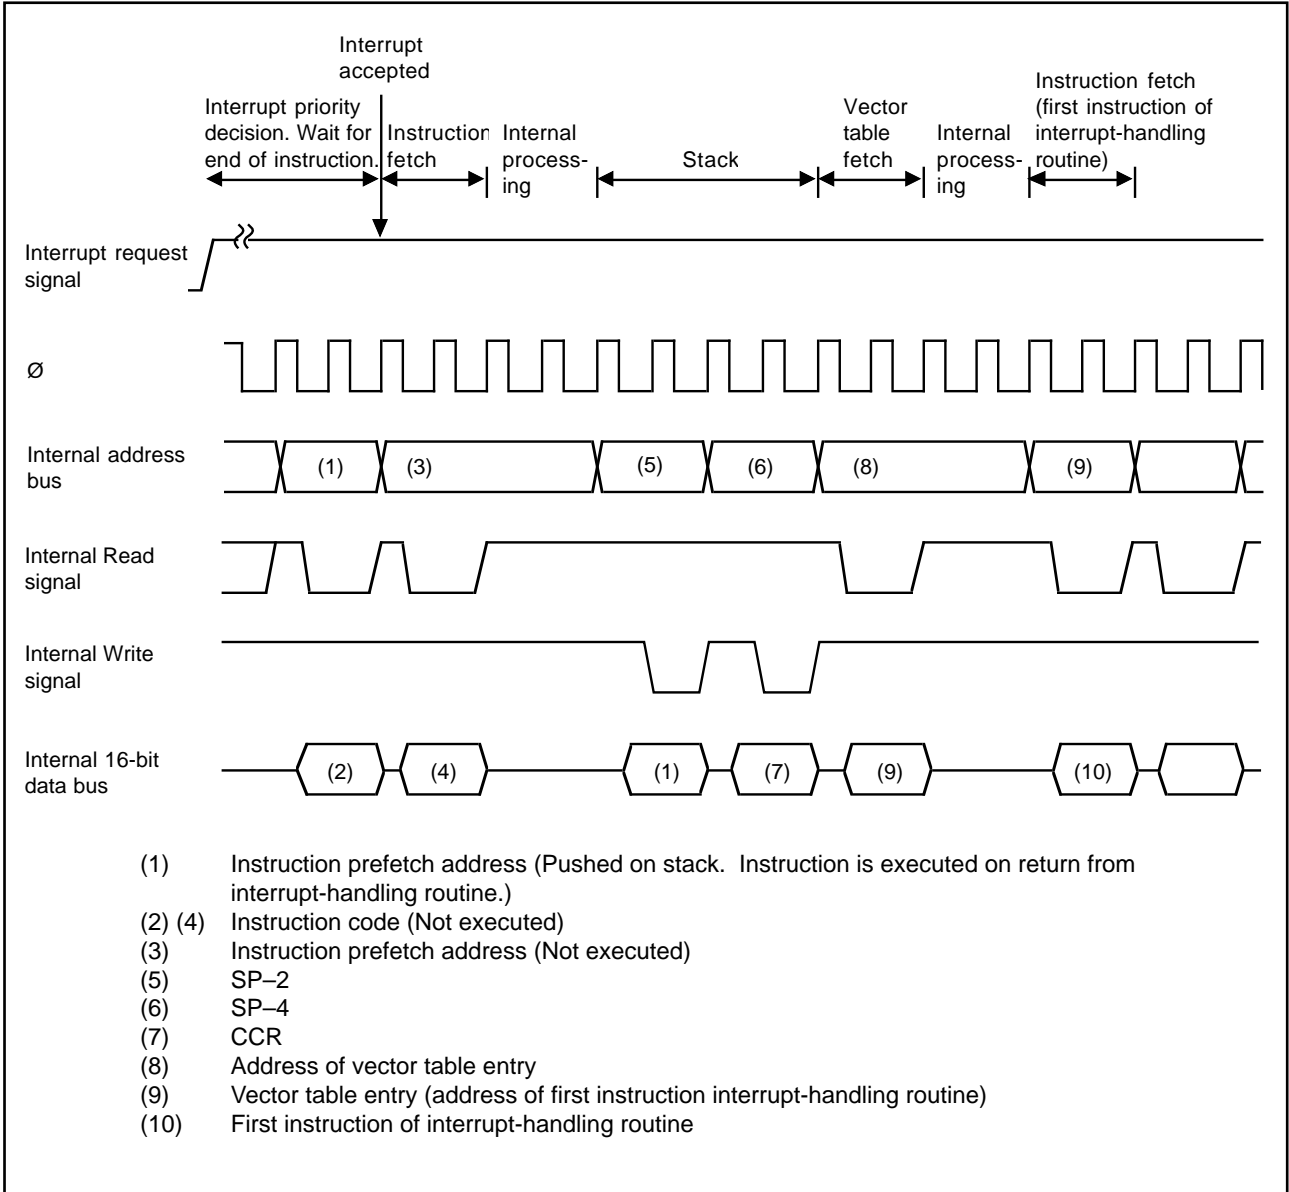 Interrupt
accepted
Interrupt priority
decision. Wait for
end of instruction.
Instruction
fetch
Internal
process-
ing
Stack
Vector
table
fetch
Internal
process-
ing
Instruction fetch
(first instruction of
interrupt-handling
routine)
Interrupt request
signal
Ø
Internal address
bus
(1) (3) (5) (6) (8) (9)
Internal Read
signal
Internal Write
signal
Internal 16-bit
data bus
(2) (4) (1) (7) (9) (10)
(1) Instruction prefetch address (Pushed on stack. Instruction is executed on return from
interrupt-handling routine.)
(2) (4) Instruction code (Not executed)
(3) Instruction prefetch address (Not executed)
(5) SP–2
(6) SP–4
(7) CCR
(8) Address of vector table entry
(9) Vector table entry (address of first instruction interrupt-handling routine)
(10) First instruction of interrupt-handling routine